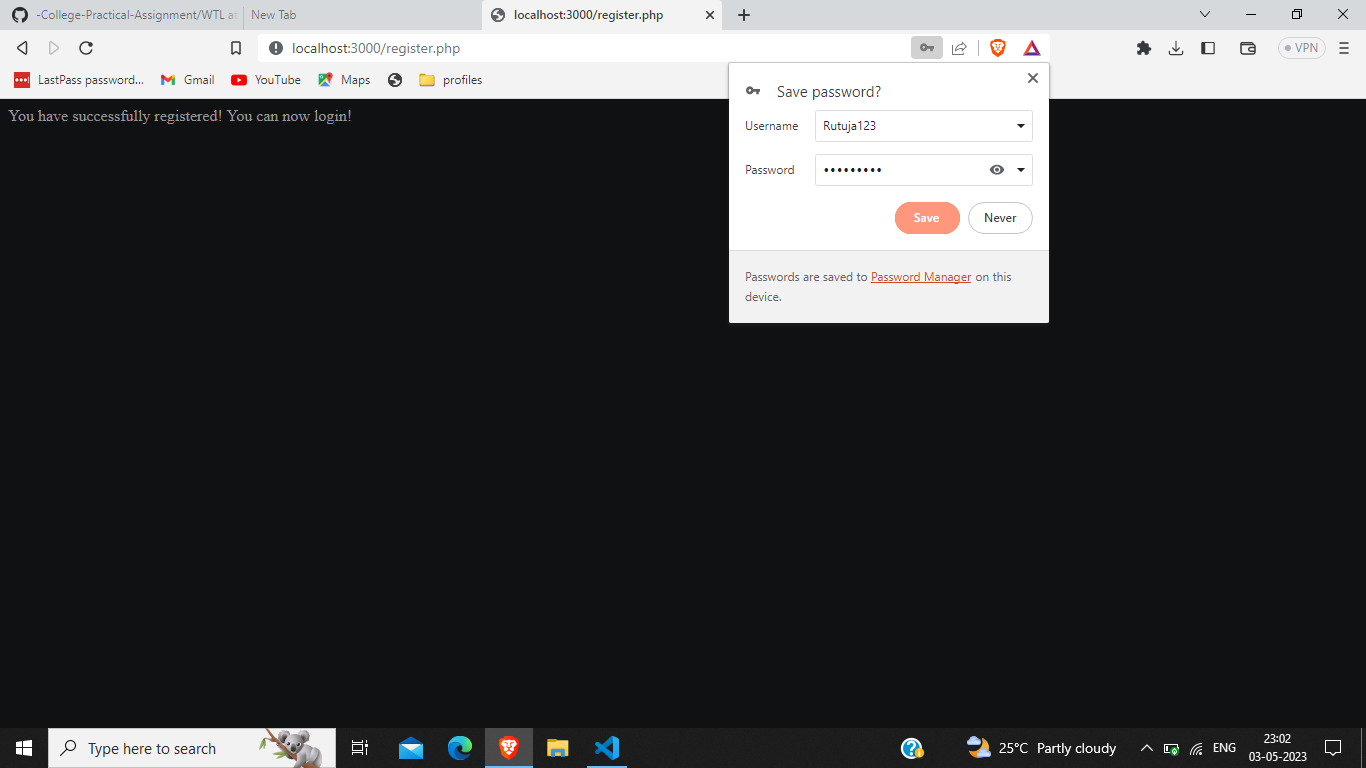 -College-Practical-Assignment/WTL at
New Tab
localhost:3000/register.php
localhost:3000/register.php
VPN
LastPass password...
Gmail
YouTube
Maps
profiles
You have successfully registered! You can now login!
Save password?
Username
Rutuja123
Password
•••••••••
Save
Never
Passwords are saved to Password Manager on this
device.
Type here to search
25°C Partly cloudy
ENG
23:02
03-05-2023